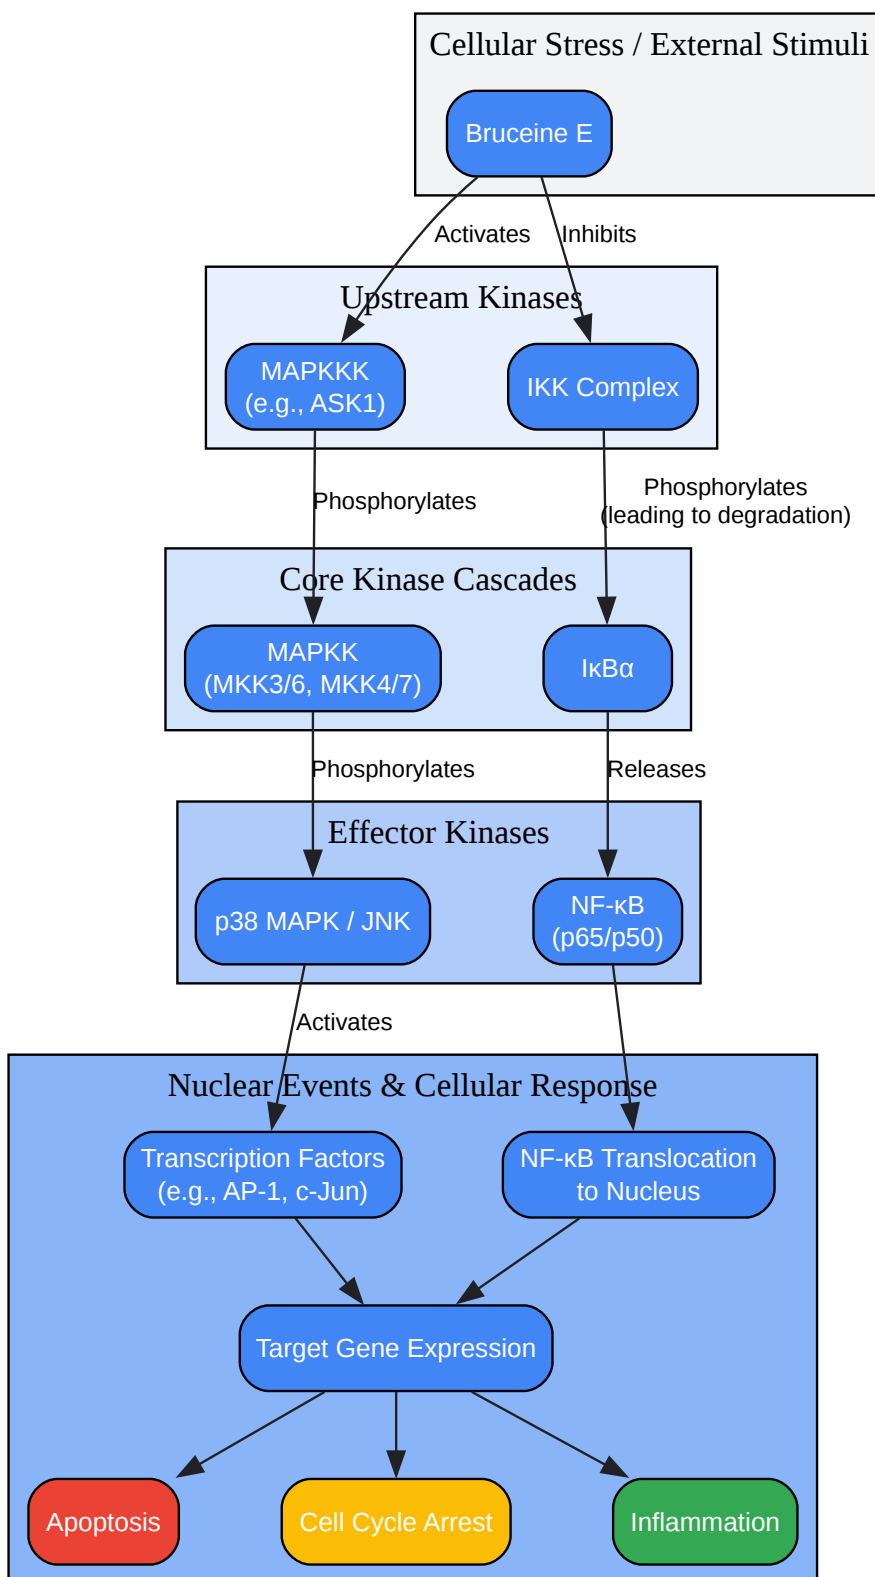 Cellular Stress / External Stimuli
Bruceine E
Activates
Inhibits
Upstream Kinases
MAPKKK
(e.g., ASK1)
IKK Complex
Phosphorylates
Phosphorylates
(leading to degradation)
Core Kinase Cascades
MAPKK
(MKK3/6, MKK4/7)
IκBα
Phosphorylates
Releases
Effector Kinases
p38 MAPK / JNK
NF-κB
(p65/p50)
Activates
Nuclear Events & Cellular Response
Transcription Factors
(e.g., AP-1, c-Jun)
NF-κB Translocation
to Nucleus
Target Gene Expression
Apoptosis
Cell Cycle Arrest
Inflammation